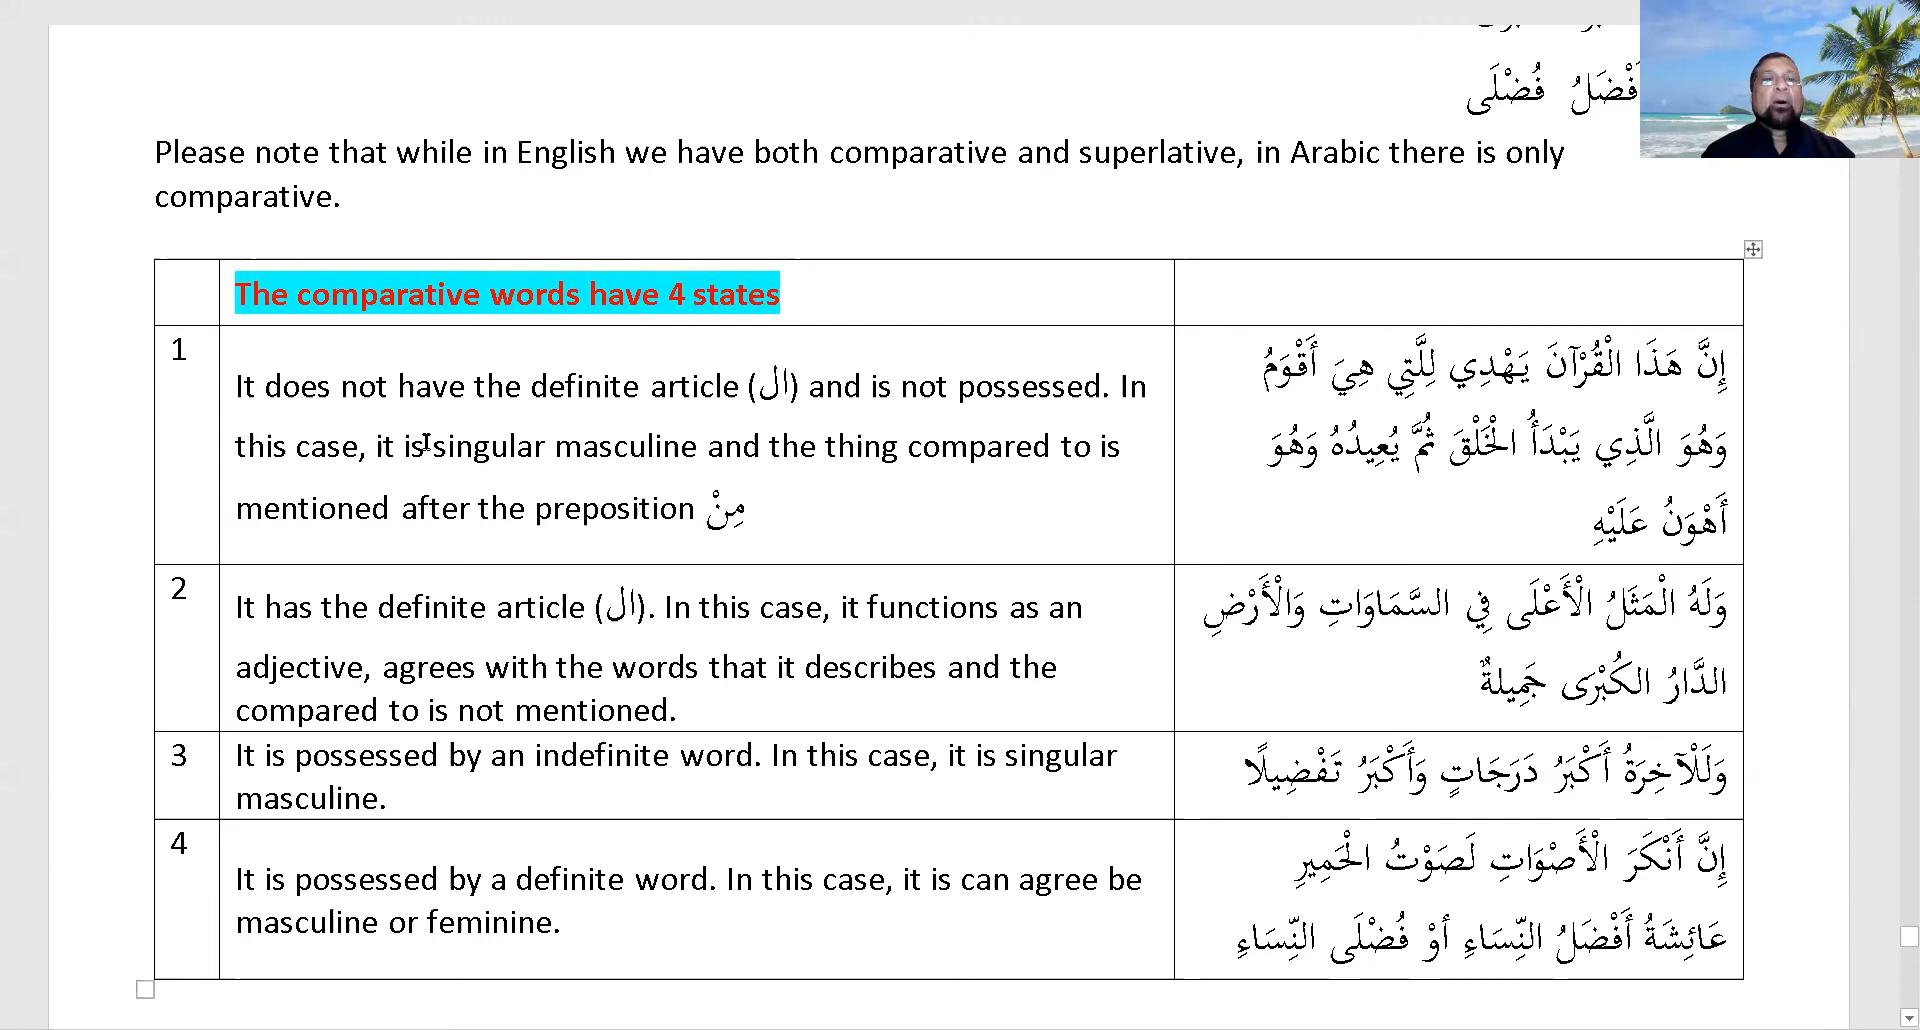 أَفْضَلُ فُضْلَى
Please note that while in English we have both comparative and superlative, in Arabic there is only
comparative.
The comparative words have 4 states
1
It does not have the definite article (ال) and is not possessed. In
this case, it is singular masculine and the thing compared to is
mentioned after the preposition مِنْ
إِنَّ هَذَا الْقُرْآنَ يَهْدِي لِلَّتِي هِيَ أَقْوَمُ
وَهُوَ الَّذِي يَبْدَأُ الْخَلْقَ ثُمَّ يُعِيدُهُ وَهُوَ
أَهْوَنُ عَلَيْهِ
2
It has the definite article (ال). In this case, it functions as an
adjective, agrees with the words that it describes and the
compared to is not mentioned.
وَلَهُ الْمَثَلُ الْأَعْلَى فِي السَّمَاوَاتِ وَالْأَرْضِ
الدَّارُ الكُبْرَى جَمِيلةٌ
3
It is possessed by an indefinite word. In this case, it is singular
masculine.
وَلَلْآخِرَةُ أَكْبَرُ دَرَجَاتٍ وَأَكْبَرُ تَفْضِيلًا
4
It is possessed by a definite word. In this case, it is can agree be
masculine or feminine.
إِنَّ أَنْكَرَ الْأَصْوَاتِ لَصَوْتُ الْحَمِيرِ
عَائِشَةُ أَفْضَلُ النِّسَاءِ أوْ فُضْلَى النِّسَاءِ